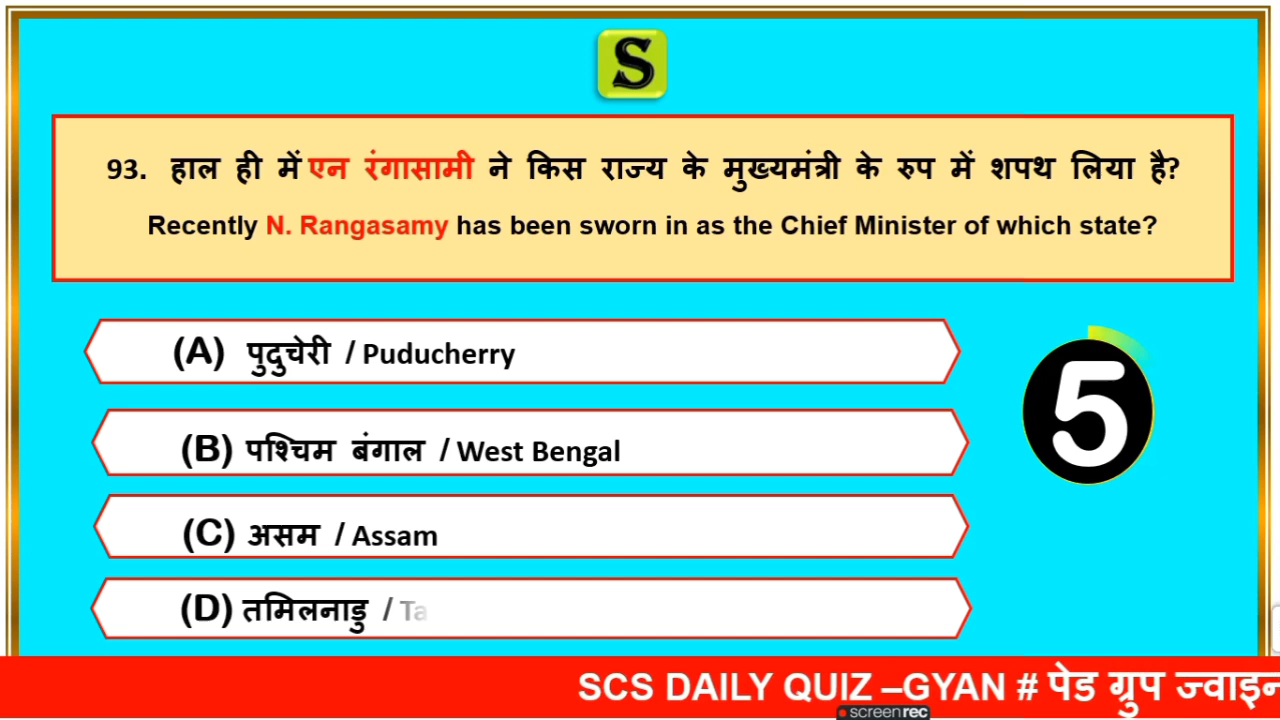 S
93. हाल ही में एन रंगासामी ने किस राज्य के मुख्यमंत्री के रुप में शपथ लिया है?
Recently N. Rangasamy has been sworn in as the Chief Minister of which state?
(A) पुदुचेरी / Puducherry
5
(B) पश्चिम बंगाल / West Bengal
(C) असम / Assam
(D) तमिलनाडु / Ta
SCS DAILY QUIZ –GYAN # पेड ग्रुप ज्वाइन
screenrec